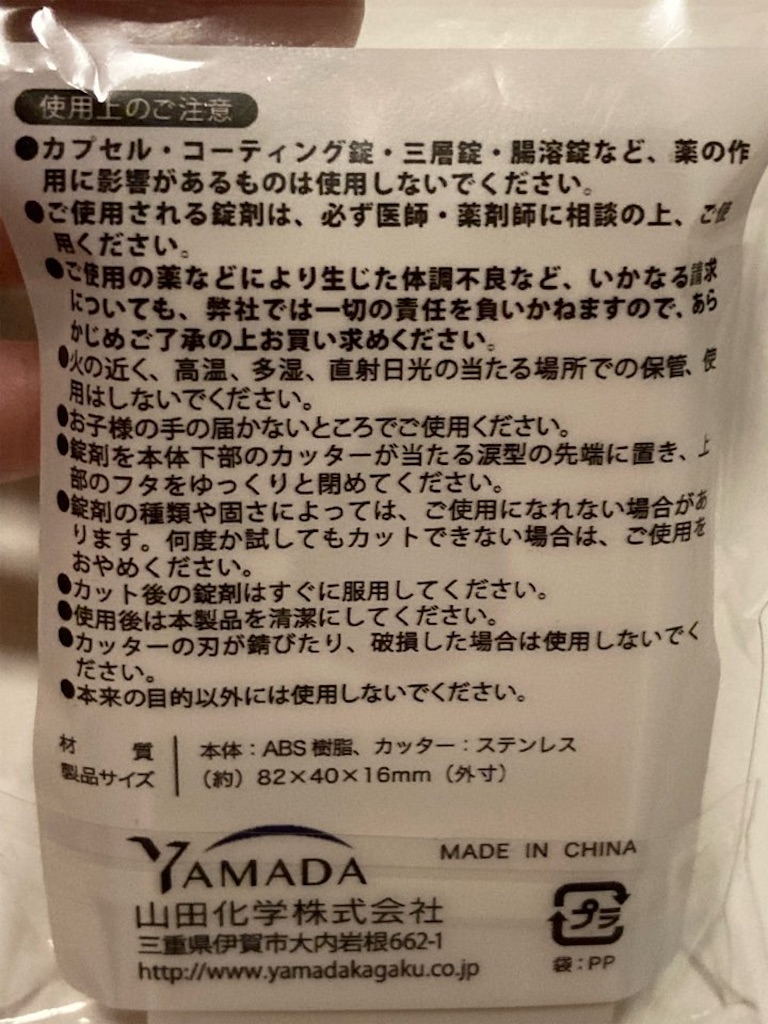 使用上のご注意
●カプセル・コーティング錠・三層錠・腸溶錠など、薬の作
用に影響があるものは使用しないでください。
●ご使用される錠剤は、必ず医師・薬剤師に相談の上、ご使
用ください。
●ご使用の薬などにより生じた体調不良など、いかなる請求
についても、弊社では一切の責任を負いかねますので、あら
かじめご了承の上お買い求めください。
●火の近く、高温、多湿、直射日光の当たる場所での保管、使
用はしないでください。
●お子様の手の届かないところでご使用ください。
●錠剤を本体下部のカッターが当たる涙型の先端に置き、上
部のフタをゆっくりと閉めてください。
●錠剤の種類や固さによっては、ご使用になれない場合があ
ります。何度か試してもカットできない場合は、ご使用を
おやめください。
●カット後の錠剤はすぐに服用してください。
●使用後は本製品を清潔にしてください。
●カッターの刃が錆びたり、破損した場合は使用しないでく
ださい。
●本来の目的以外には使用しないでください。
材 質 本体：ABS樹脂、カッター：ステンレス
製品サイズ （約）82×40×16mm（外寸）
YAMADA
MADE IN CHINA
山田化学株式会社
三重県伊賀市大内岩根662-1
http://www.yamadakagaku.co.jp
プラ
袋：PP